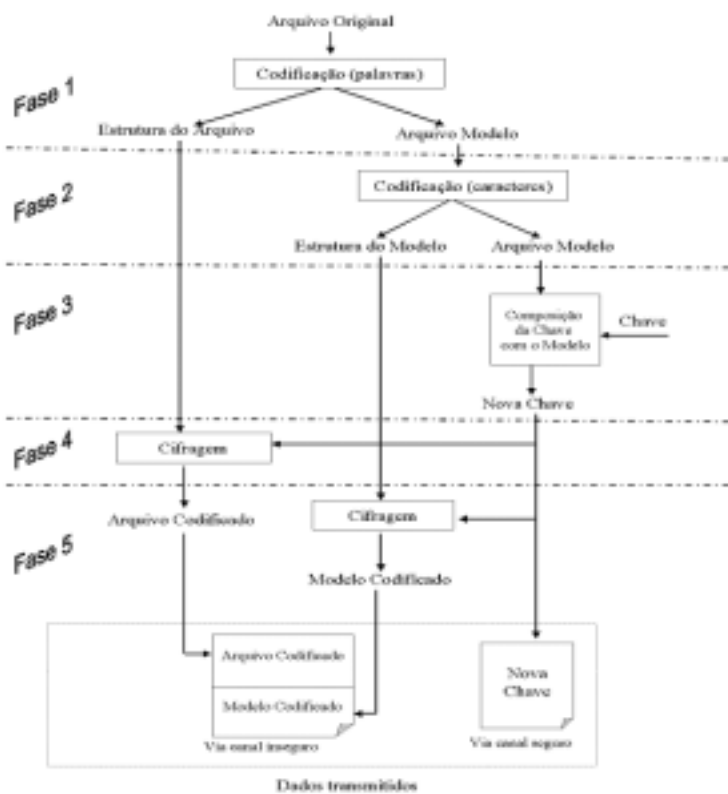 Arquivo Original
Codificação (palavras)
Fase 1
Estrutura do Arquivo
Arquivo Modelo
Codificação (caracteres)
Fase 2
Estrutura do Modelo
Arquivo Modelo
Fase 3
Composição
da Chave
com o Modelo
Chave
Nova Chave
Fase 4
Cifragem
Arquivo Codificado
Cifragem
Fase 5
Modelo Codificado
Arquivo Codificado
Modelo Codificado
Via canal inseguro
Nova
Chave
Via canal seguro
Dados transmitidos